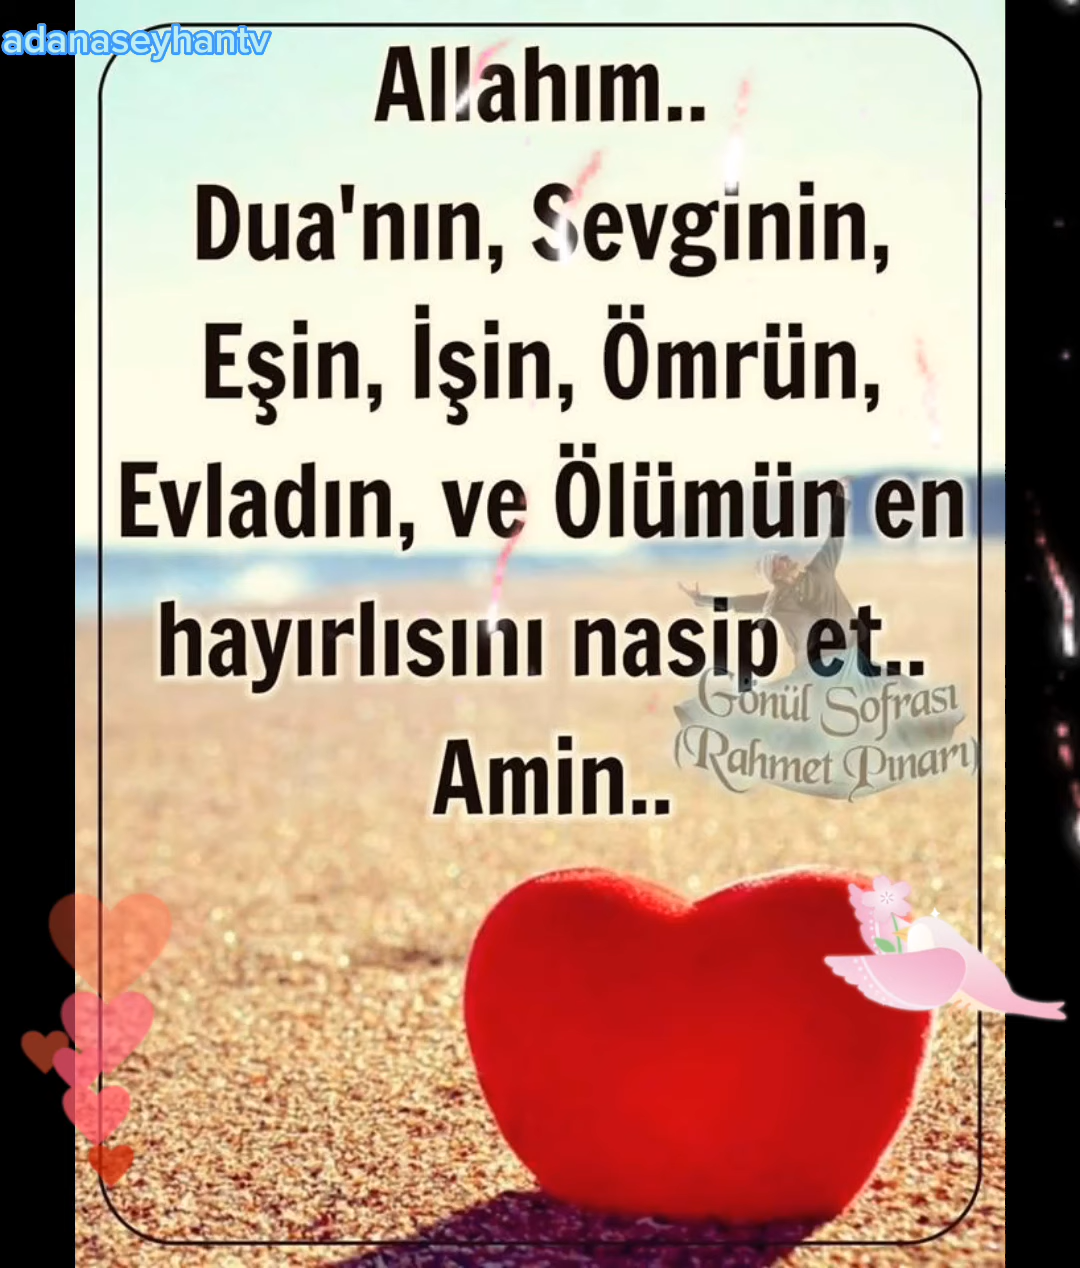 adanaseyhantv
Allahım..
Dua'nın, Sevginin,
Eşin, İşin, Ömrün,
Evladın, ve Ölümün en
hayırlısını nasip et..
Gönül Sofrası
(Rahmet Pınarı)
Amin..